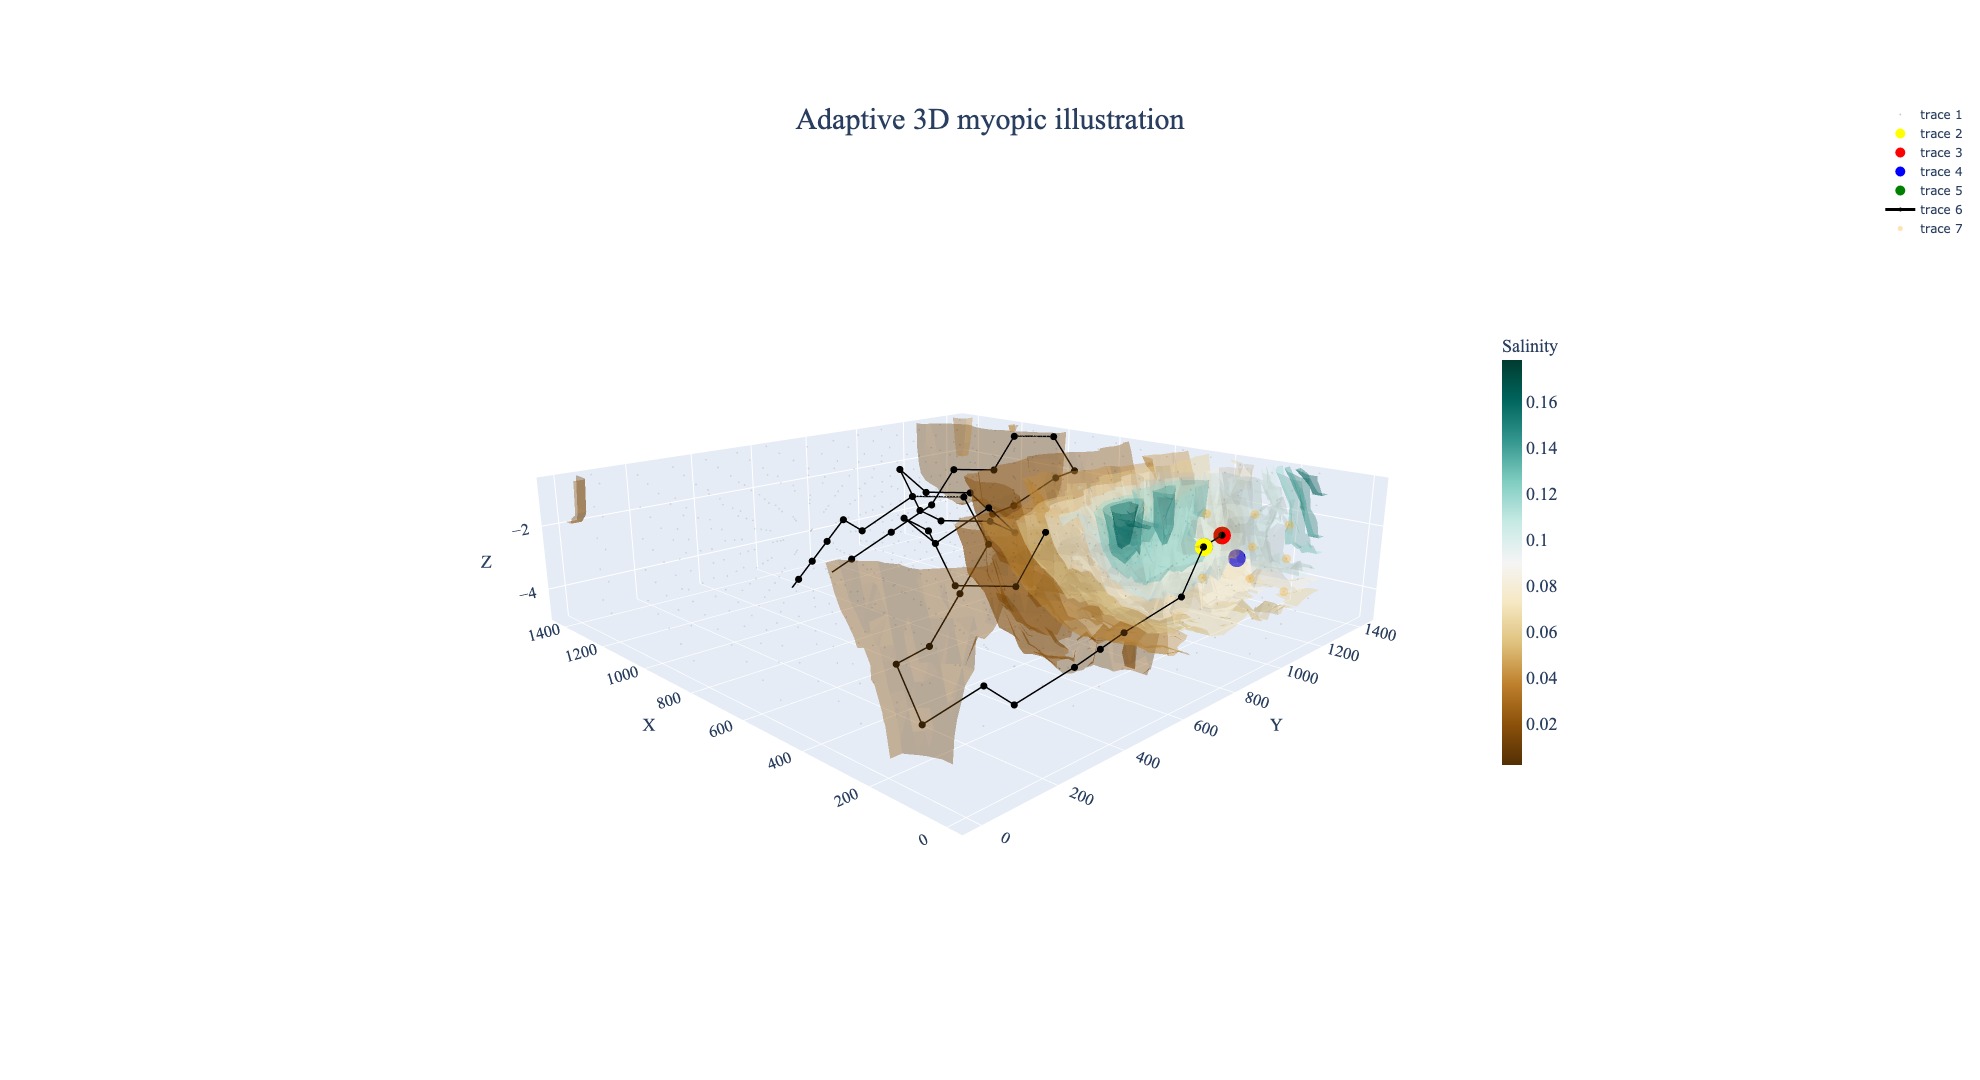 Adaptive 3D myopic illustration
trace 1
trace 2
trace 3
trace 4
trace 5
trace 6
trace 7
Salinity
0.16
0.14
0.12
0.1
0.08
0.06
0.04
0.02
Z
−2
−4
X
1400
1200
1000
800
600
400
200
0
Y
0
200
400
600
800
1000
1200
1400